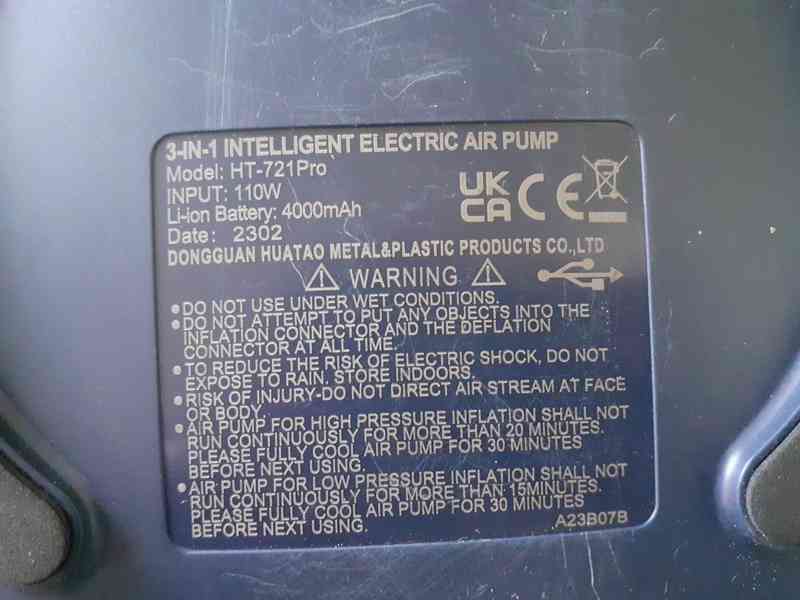 3-IN-1 INTELLIGENT ELECTRIC AIR PUMP
Model: HT-721Pro
INPUT: 110W
Li-ion Battery: 4000mAh
Date: 2302
UK
CA CE
DONGGUAN HUATAO METAL&PLASTIC PRODUCTS CO.,LTD
WARNING
•DO NOT USE UNDER WET CONDITIONS.
•DO NOT ATTEMPT TO PUT ANY OBJECTS INTO THE
INFLATION CONNECTOR AND THE DEFLATION
CONNECTOR AT ALL TIME.
•TO REDUCE THE RISK OF ELECTRIC SHOCK, DO NOT
EXPOSE TO RAIN. STORE INDOORS.
•RISK OF INJURY-DO NOT DIRECT AIR STREAM AT FACE
OR BODY
•AIR PUMP FOR HIGH PRESSURE INFLATION SHALL NOT
RUN CONTINUOUSLY FOR MORE THAN 20 MINUTES.
PLEASE FULLY COOL AIR PUMP FOR 30 MINUTES
BEFORE NEXT USING.
•AIR PUMP FOR LOW PRESSURE INFLATION SHALL NOT
RUN CONTINUOUSLY FOR MORE THAN 15MINUTES.
PLEASE FULLY COOL AIR PUMP FOR 30 MINUTES
BEFORE NEXT USING.
A23B07B